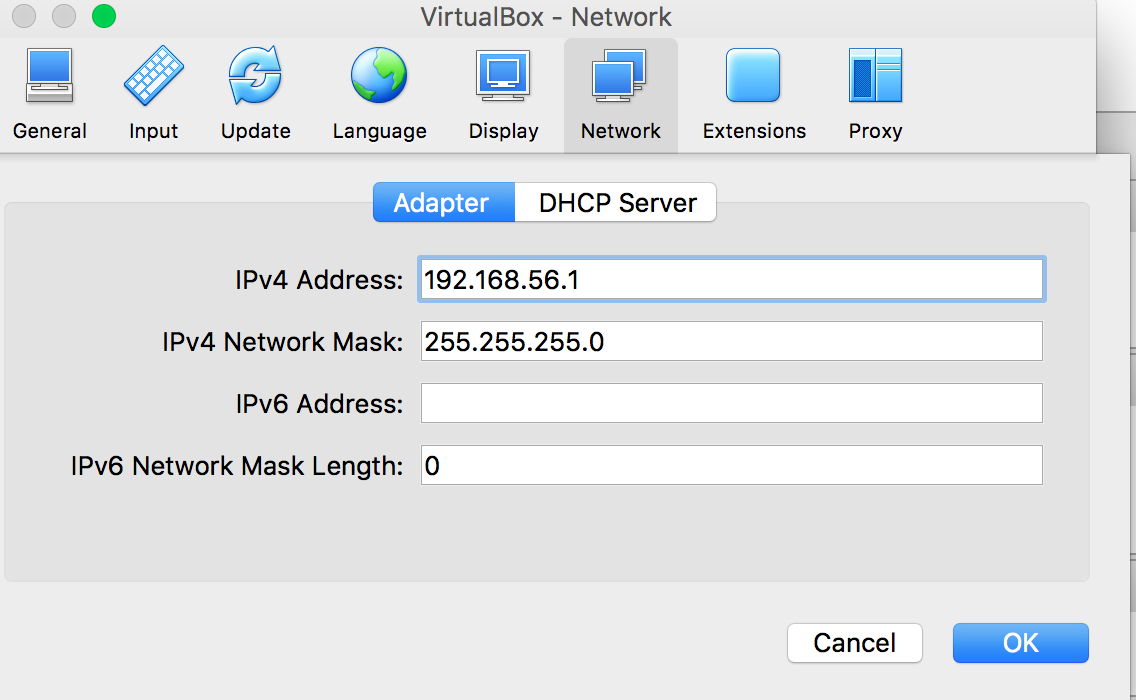 VirtualBox - Network
General Input Update Language Display Network Extensions Proxy
Adapter DHCP Server
IPv4 Address: 192.168.56.1
IPv4 Network Mask: 255.255.255.0
IPv6 Address:
IPv6 Network Mask Length: 0
Cancel OK